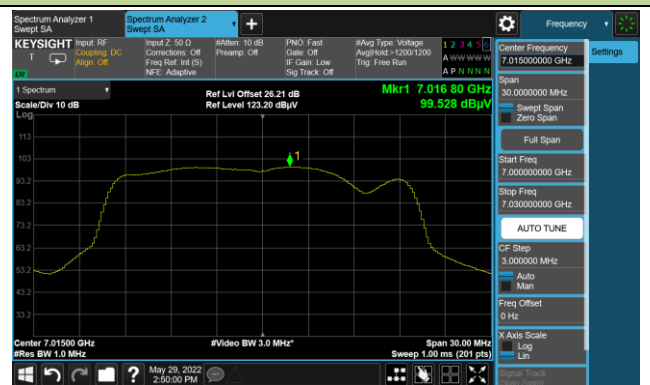 Spectrum Analyzer 1
Swept SA
Spectrum Analyzer 2
Swept SA
Frequency
KEYSIGHT
T
LW
Input: RF
Coupling: DC
Align: Off
Input Z: 50 Ω
Corrections: Off
Freq Ref: Int (S)
NFE: Adaptive
#Atten: 10 dB
Preamp: Off
PNO: Fast
Gate: Off
IF Gain: Low
Sig Track: Off
#Avg Type: Voltage
Avg|Hold:>1200/1200
Trig: Free Run
1 2 3 4 5 6
A W W W W W
A P N N N N
1 Spectrum
Scale/Div 10 dB
Log
Ref Lvl Offset 26.21 dB
Ref Level 123.20 dBµV
Mkr1 7.016 80 GHz
99.528 dBµV
113
103
93.2
83.2
73.2
63.2
53.2
43.2
33.2
1
Center 7.01500 GHz
#Res BW 1.0 MHz
#Video BW 3.0 MHz*
Span 30.00 MHz
Sweep 1.00 ms (201 pts)
May 29, 2022
2:50:00 PM
?
Center Frequency
7.015000000 GHz
Settings
Span
30.0000000 MHz
Swept Span
Zero Span
Full Span
Start Freq
7.000000000 GHz
Stop Freq
7.030000000 GHz
AUTO TUNE
CF Step
3.000000 MHz
Auto
Man
Freq Offset
0 Hz
X Axis Scale
Log
Lin
Signal Track
(Span Zoom)